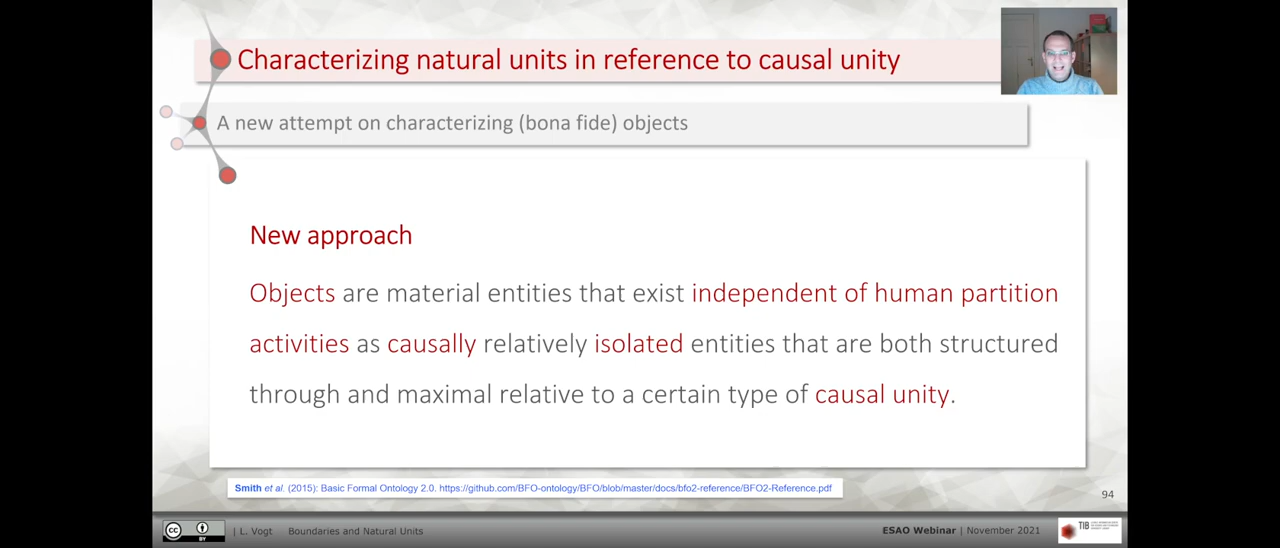 Characterizing natural units in reference to causal unity
A new attempt on characterizing (bona fide) objects
New approach
Objects are material entities that exist independent of human partition
activities as causally relatively isolated entities that are both structured
through and maximal relative to a certain type of causal unity.
Smith et al. (2015): Basic Formal Ontology 2.0. https://github.com/BFO-ontology/BFO/blob/master/docs/bfo2-reference/BFO2-Reference.pdf
94
cc BY | L. Vogt Boundaries and Natural Units ESAO Webinar | November 2021 TIB